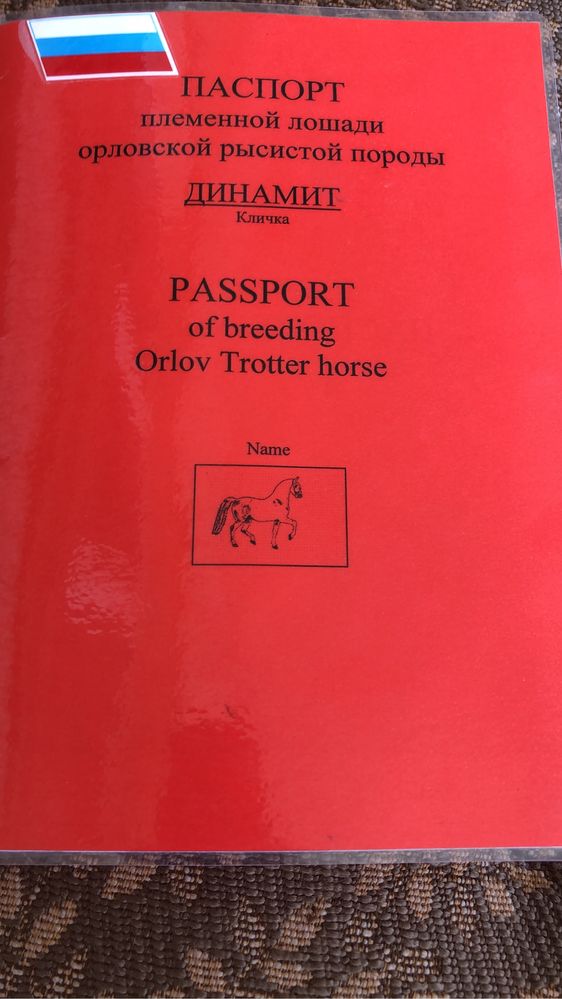 ПАСПОРТ
племенной лошади
орловской рысистой породы
ДИНАМИТ
Кличка
PASSPORT
of breeding
Orlov Trotter horse
Name